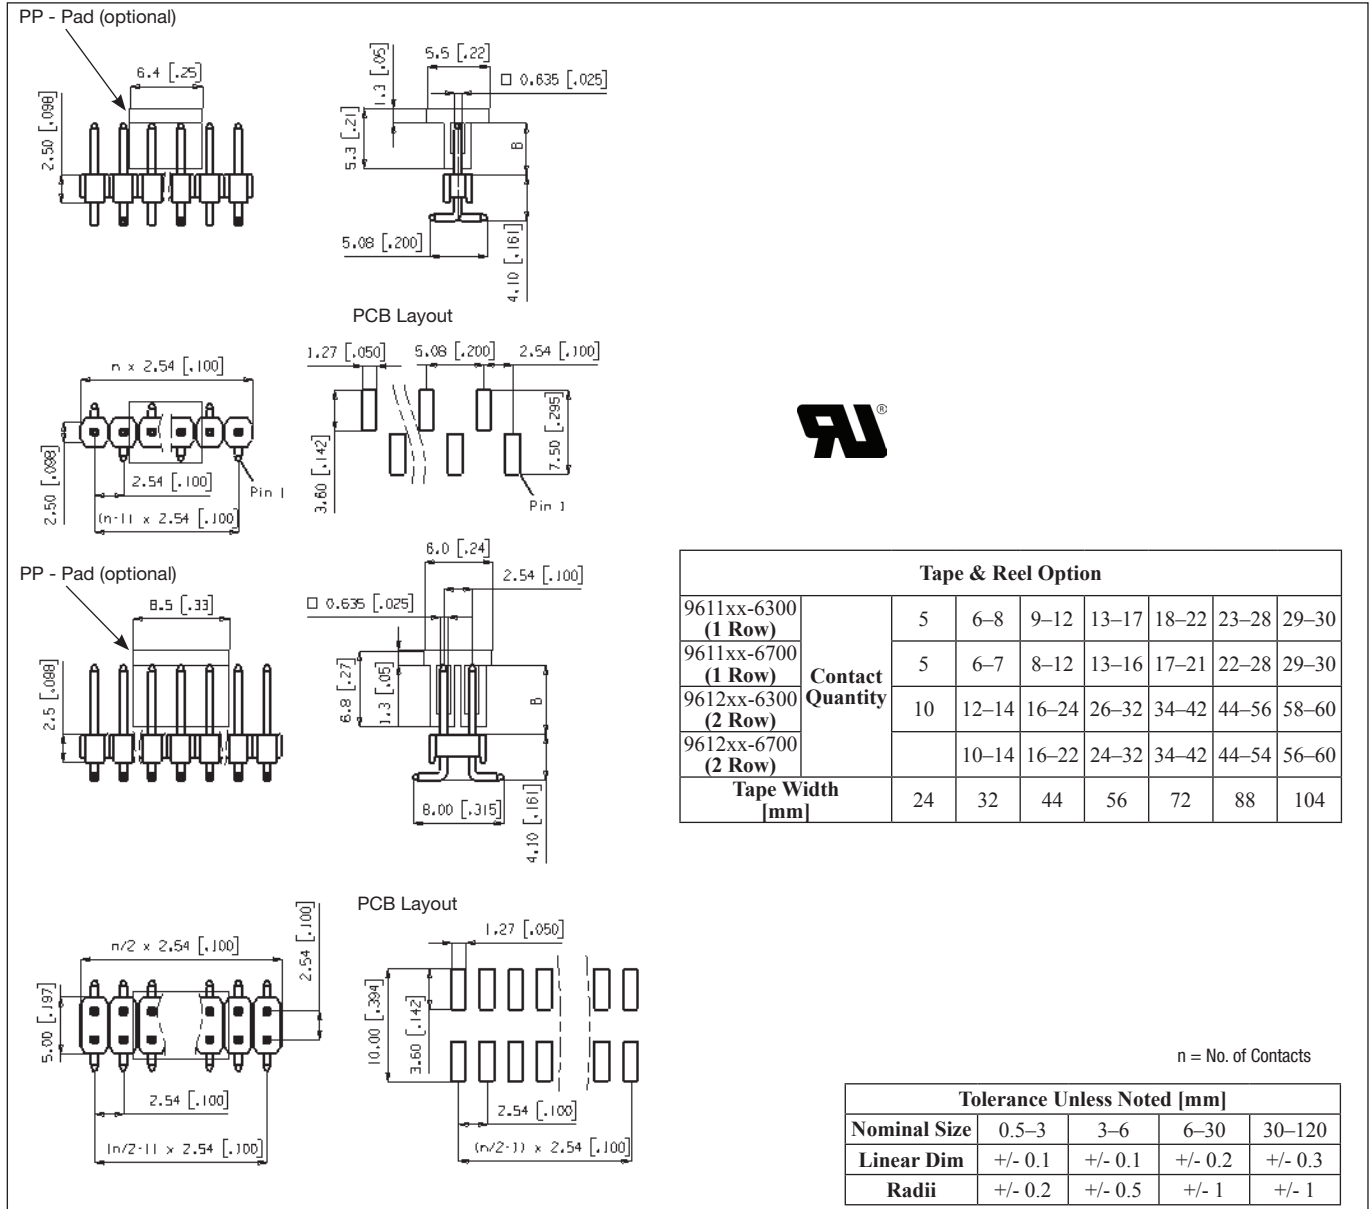 PP - Pad (optional)
6.4 [.25]
2.50 [.098]
1.3 [.05]
5.5 [.22]
□ 0.635 [.025]
5.3 [.21]
B
5.08 [.200]
4.10 [.161]
PCB Layout
n x 2.54 [.100]
1.27 [.050]
5.08 [.200]
2.54 [.100]
2.50 [.098]
2.54 [.100]
Pin 1
(n-1) x 2.54 [.100]
3.60 [.142]
7.50 [.295]
Pin 1
®
PP - Pad (optional)
8.5 [.33]
2.5 [.088]
6.0 [.24]
2.54 [.100]
□ 0.635 [.025]
6.8 [.27]
1.3 [.05]
B
8.00 [.315]
4.10 [.161]
Tape & Reel Option
9611xx-6300 (1 Row) Contact Quantity 5 6–8 9–12 13–17 18–22 23–28 29–30
9611xx-6700 (1 Row) 5 6–7 8–12 13–16 17–21 22–28 29–30
9612xx-6300 (2 Row) 10 12–14 16–24 26–32 34–42 44–56 58–60
9612xx-6700 (2 Row) 10–14 16–22 24–32 34–42 44–54 56–60
Tape Width [mm] 24 32 44 56 72 88 104
PCB Layout
n/2 x 2.54 [.100]
2.54 [.100]
5.00 [.197]
2.54 [.100]
(n/2-1) x 2.54 [.100]
1.27 [.050]
10.00 [.394]
3.60 [.142]
2.54 [.100]
(n/2-1) x 2.54 [.100]
n = No. of Contacts
Tolerance Unless Noted [mm]
Nominal Size 0.5–3 3–6 6–30 30–120
Linear Dim +/- 0.1 +/- 0.1 +/- 0.2 +/- 0.3
Radii +/- 0.2 +/- 0.5 +/- 1 +/- 1